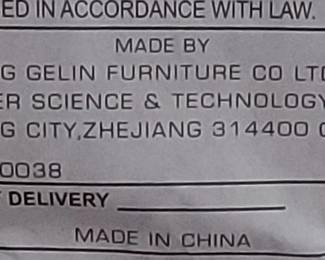 ED IN ACCORDANCE WITH LAW.
MADE BY
G GELIN FURNITURE CO LTD
ER SCIENCE & TECHNOLOGY
G CITY,ZHEJIANG 314400 C
0038
DELIVERY
MADE IN CHINA